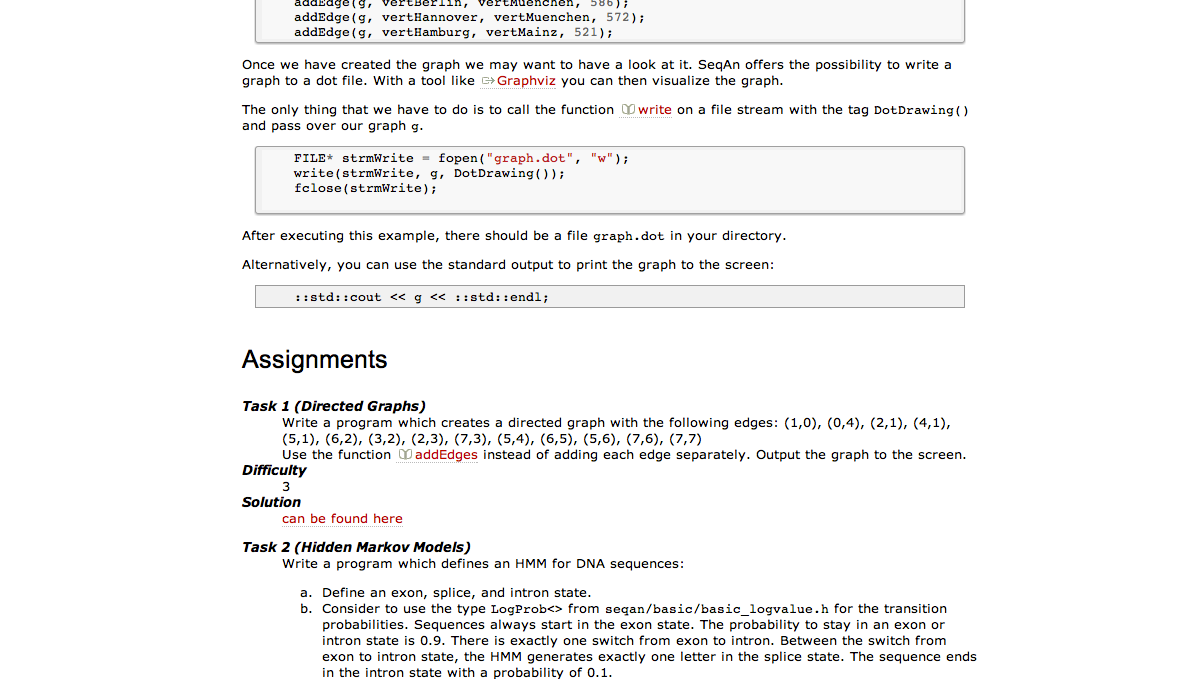 addEdge(g, vertBerlin, vertMuenchen, 586);
addEdge(g, vertHannover, vertMuenchen, 572);
addEdge(g, vertHamburg, vertMainz, 521);
Once we have created the graph we may want to have a look at it. SeqAn offers the possibility to write a
graph to a dot file. With a tool like Graphviz you can then visualize the graph.
The only thing that we have to do is to call the function write on a file stream with the tag DotDrawing()
and pass over our graph g.
FILE* strmWrite = fopen("graph.dot", "w");
write(strmWrite, g, DotDrawing());
fclose(strmWrite);
After executing this example, there should be a file graph.dot in your directory.
Alternatively, you can use the standard output to print the graph to the screen:
::std::cout << g << ::std::endl;
Assignments
Task 1 (Directed Graphs)
Write a program which creates a directed graph with the following edges: (1,0), (0,4), (2,1), (4,1),
(5,1), (6,2), (3,2), (2,3), (7,3), (5,4), (6,5), (5,6), (7,6), (7,7)
Use the function addEdges instead of adding each edge separately. Output the graph to the screen.
Difficulty
3
Solution
can be found here
Task 2 (Hidden Markov Models)
Write a program which defines an HMM for DNA sequences:
a. Define an exon, splice, and intron state.
b. Consider to use the type LogProb<> from seqan/basic/basic_logvalue.h for the transition
probabilities. Sequences always start in the exon state. The probability to stay in an exon or
intron state is 0.9. There is exactly one switch from exon to intron. Between the switch from
exon to intron state, the HMM generates exactly one letter in the splice state. The sequence ends
in the intron state with a probability of 0.1.